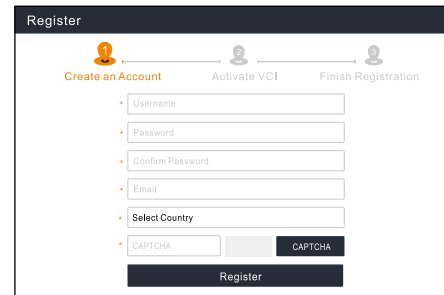 Register
1 2 3
Create an Account Activate VCI Finish Registration
* Username
* Password
* Confirm Password
* Email
* Select Country
* CAPTCHA CAPTCHA
Register